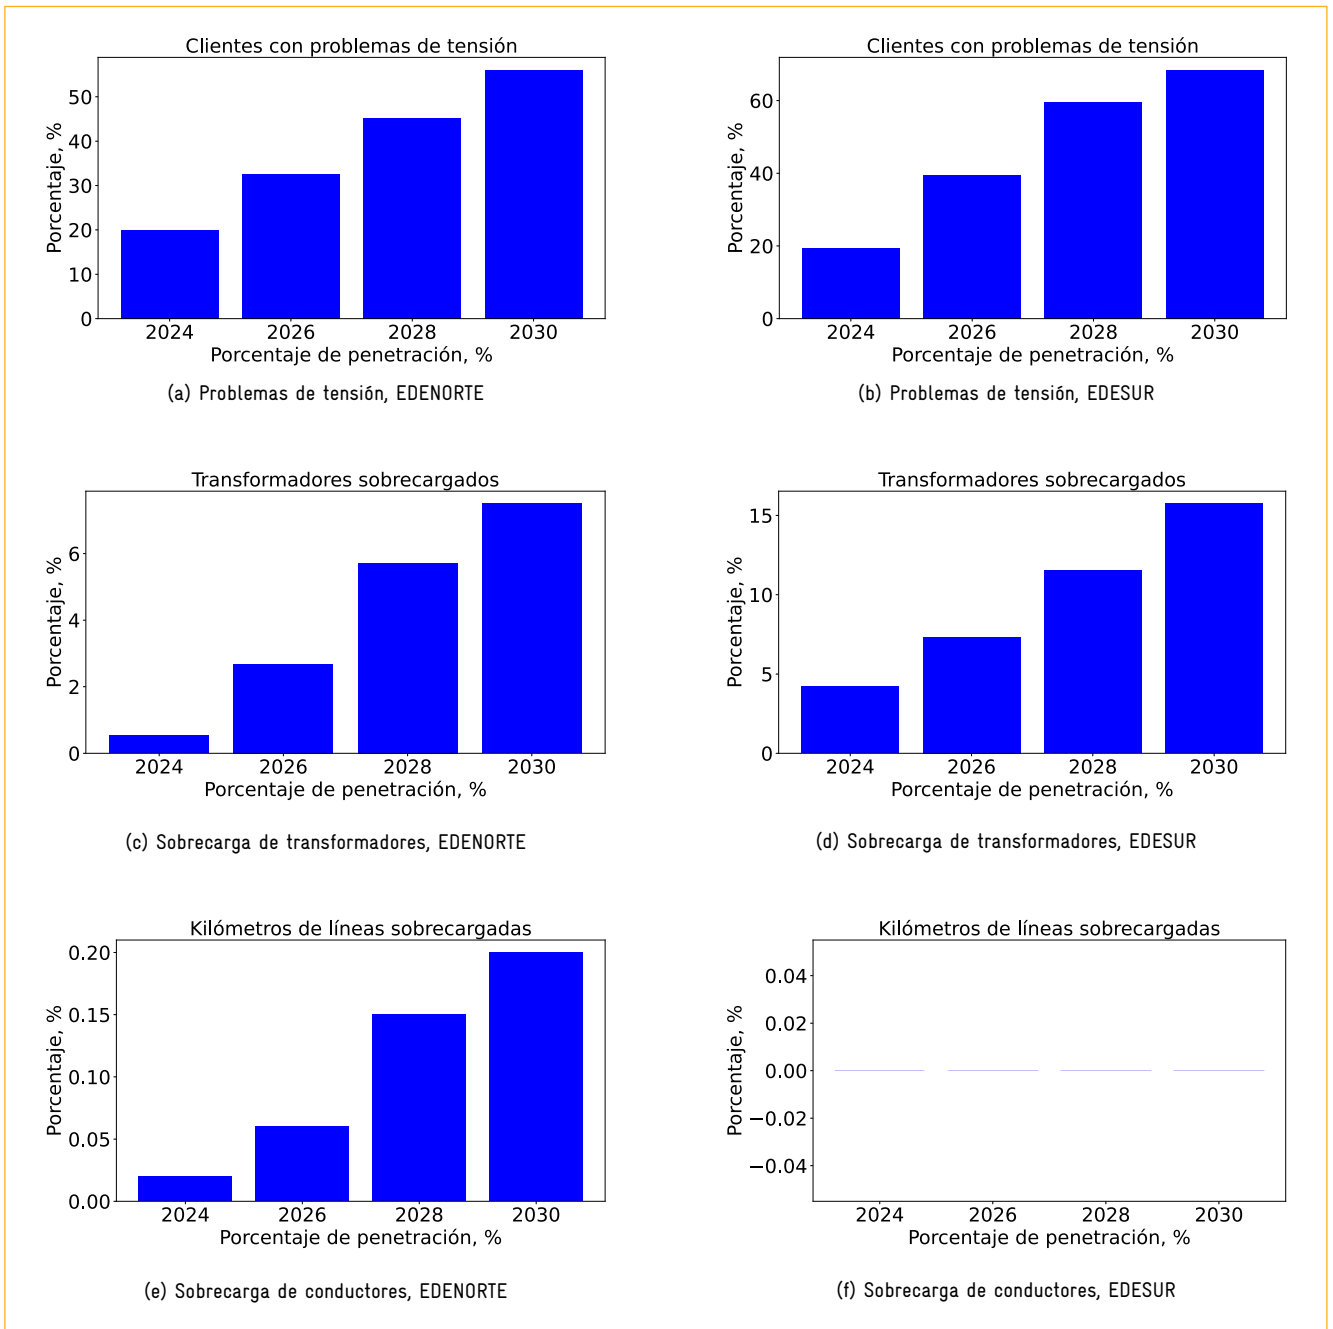 Clientes con problemas de tensión
Porcentaje, %
50
40
30
20
10
0
2024 2026 2028 2030
Porcentaje de penetración, %
(a) Problemas de tensión, EDENORTE
Clientes con problemas de tensión
Porcentaje, %
60
40
20
0
2024 2026 2028 2030
Porcentaje de penetración, %
(b) Problemas de tensión, EDESUR
Transformadores sobrecargados
Porcentaje, %
6
4
2
0
2024 2026 2028 2030
Porcentaje de penetración, %
(c) Sobrecarga de transformadores, EDENORTE
Transformadores sobrecargados
Porcentaje, %
15
10
5
0
2024 2026 2028 2030
Porcentaje de penetración, %
(d) Sobrecarga de transformadores, EDESUR
Kilómetros de líneas sobrecargadas
Porcentaje, %
0.20
0.15
0.10
0.05
0.00
2024 2026 2028 2030
Porcentaje de penetración, %
(e) Sobrecarga de conductores, EDENORTE
Kilómetros de líneas sobrecargadas
Porcentaje, %
0.04
0.02
0.00
−0.02
−0.04
2024 2026 2028 2030
Porcentaje de penetración, %
(f) Sobrecarga de conductores, EDESUR